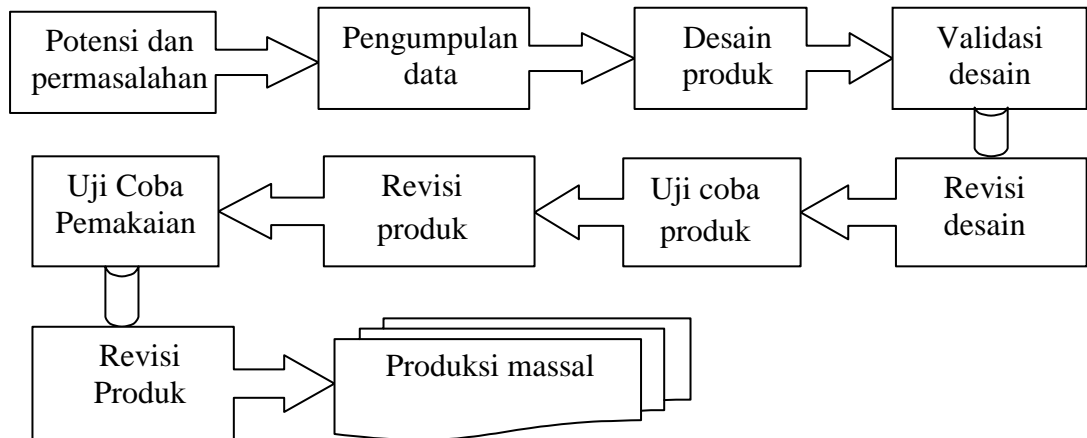 Potensi dan
permasalahan
Pengumpulan
data
Desain
produk
Validasi
desain
Revisi
desain
Uji coba
produk
Revisi
produk
Uji Coba
Pemakaian
Revisi
Produk
Produksi massal